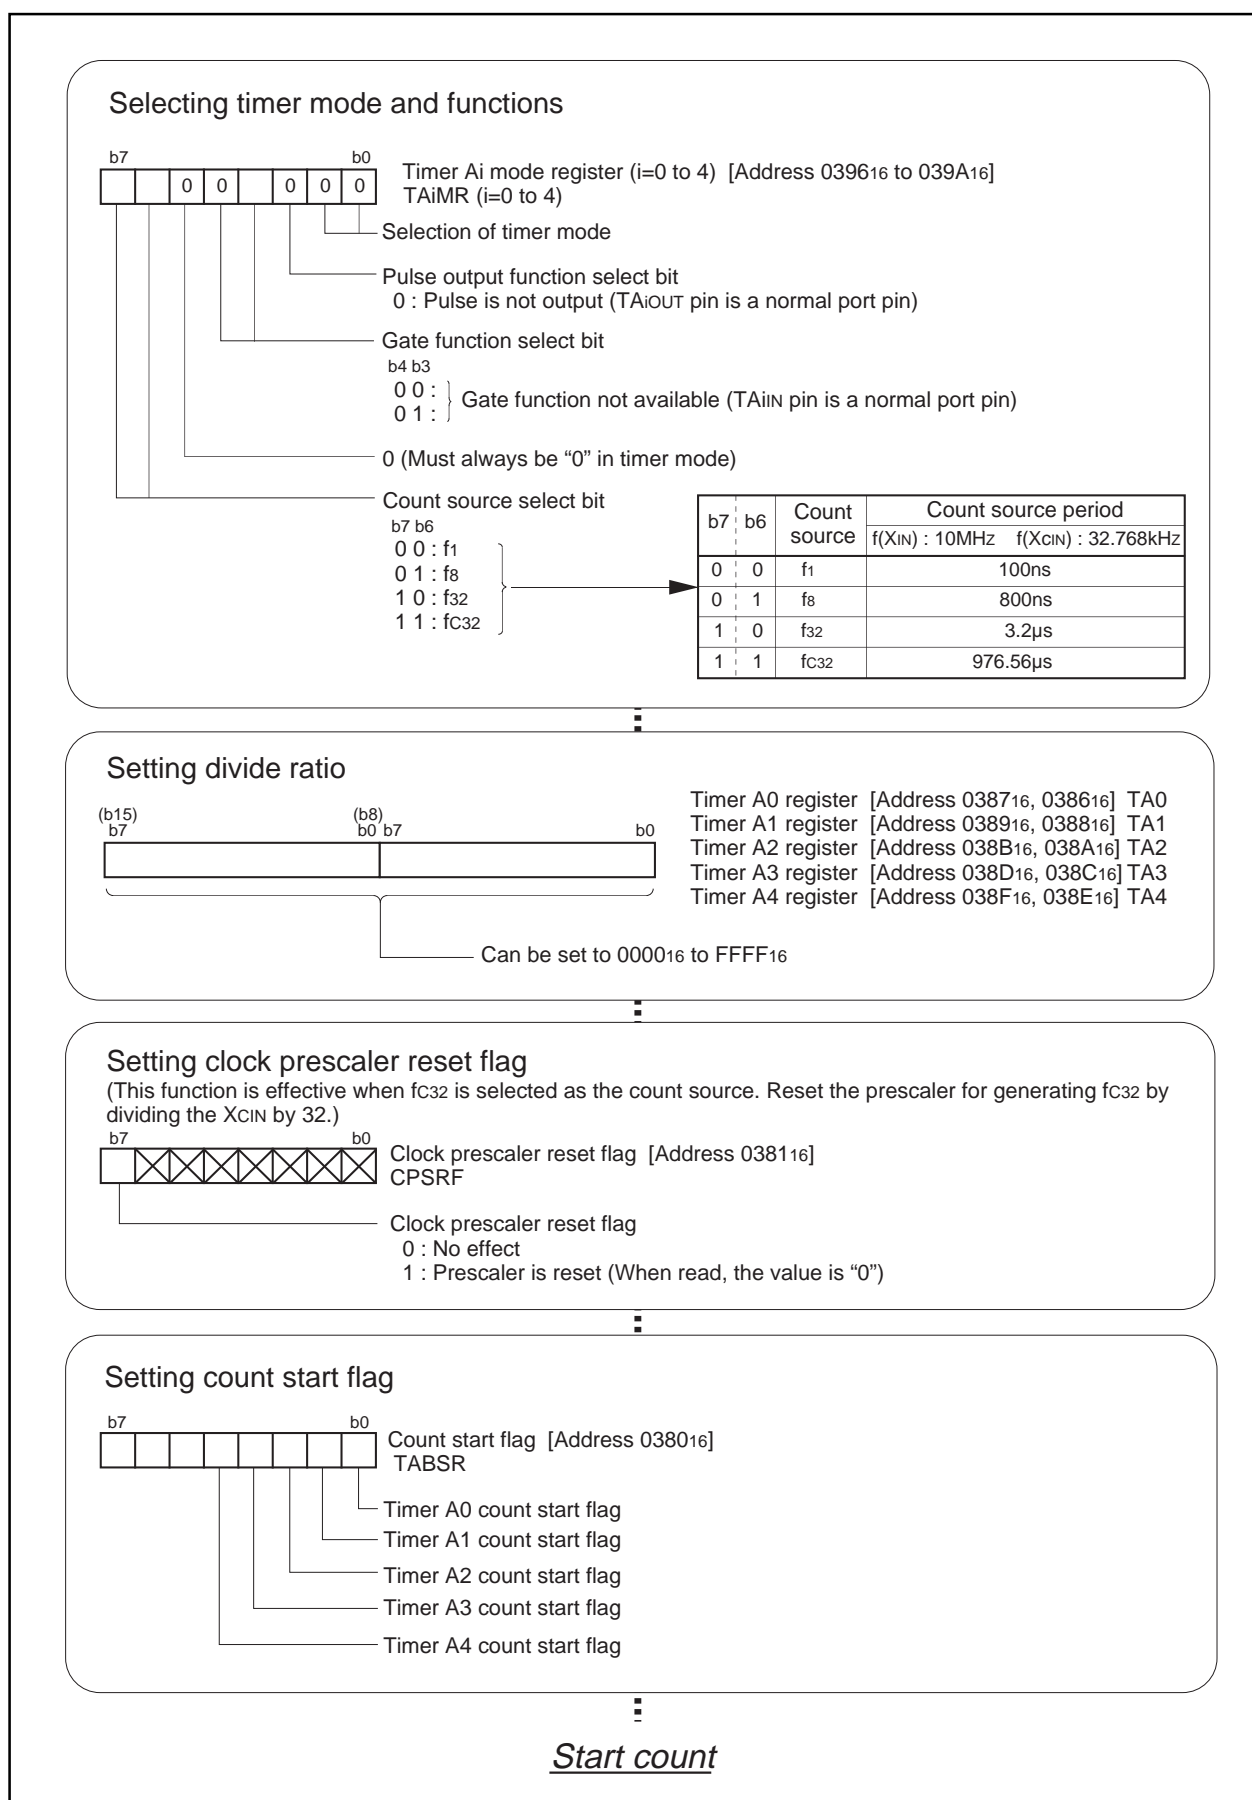 Selecting timer mode and functions
b7 b0
0 0 0 0 0
Timer Ai mode register (i=0 to 4) [Address 039616 to 039A16]
TAiMR (i=0 to 4)
Selection of timer mode
Pulse output function select bit
0 : Pulse is not output (TAiOUT pin is a normal port pin)
Gate function select bit
b4 b3
0 0 :
0 1 :
Gate function not available (TAiIN pin is a normal port pin)
0 (Must always be “0” in timer mode)
Count source select bit
b7 b6
0 0 : f1
0 1 : f8
1 0 : f32
1 1 : fC32
b7 b6 Count source Count source period
f(XIN) : 10MHz f(XCIN) : 32.768kHz
0 0 f1 100ns
0 1 f8 800ns
1 0 f32 3.2µs
1 1 fC32 976.56µs
Setting divide ratio
(b15) (b8)
b7 b0 b7 b0
Timer A0 register [Address 038716, 038616] TA0
Timer A1 register [Address 038916, 038816] TA1
Timer A2 register [Address 038B16, 038A16] TA2
Timer A3 register [Address 038D16, 038C16] TA3
Timer A4 register [Address 038F16, 038E16] TA4
Can be set to 000016 to FFFF16
Setting clock prescaler reset flag
(This function is effective when fC32 is selected as the count source. Reset the prescaler for generating fC32 by
dividing the XCIN by 32.)
b7 b0
Clock prescaler reset flag [Address 038116]
CPSRF
Clock prescaler reset flag
0 : No effect
1 : Prescaler is reset (When read, the value is “0”)
Setting count start flag
b7 b0
Count start flag [Address 038016]
TABSR
Timer A0 count start flag
Timer A1 count start flag
Timer A2 count start flag
Timer A3 count start flag
Timer A4 count start flag
Start count